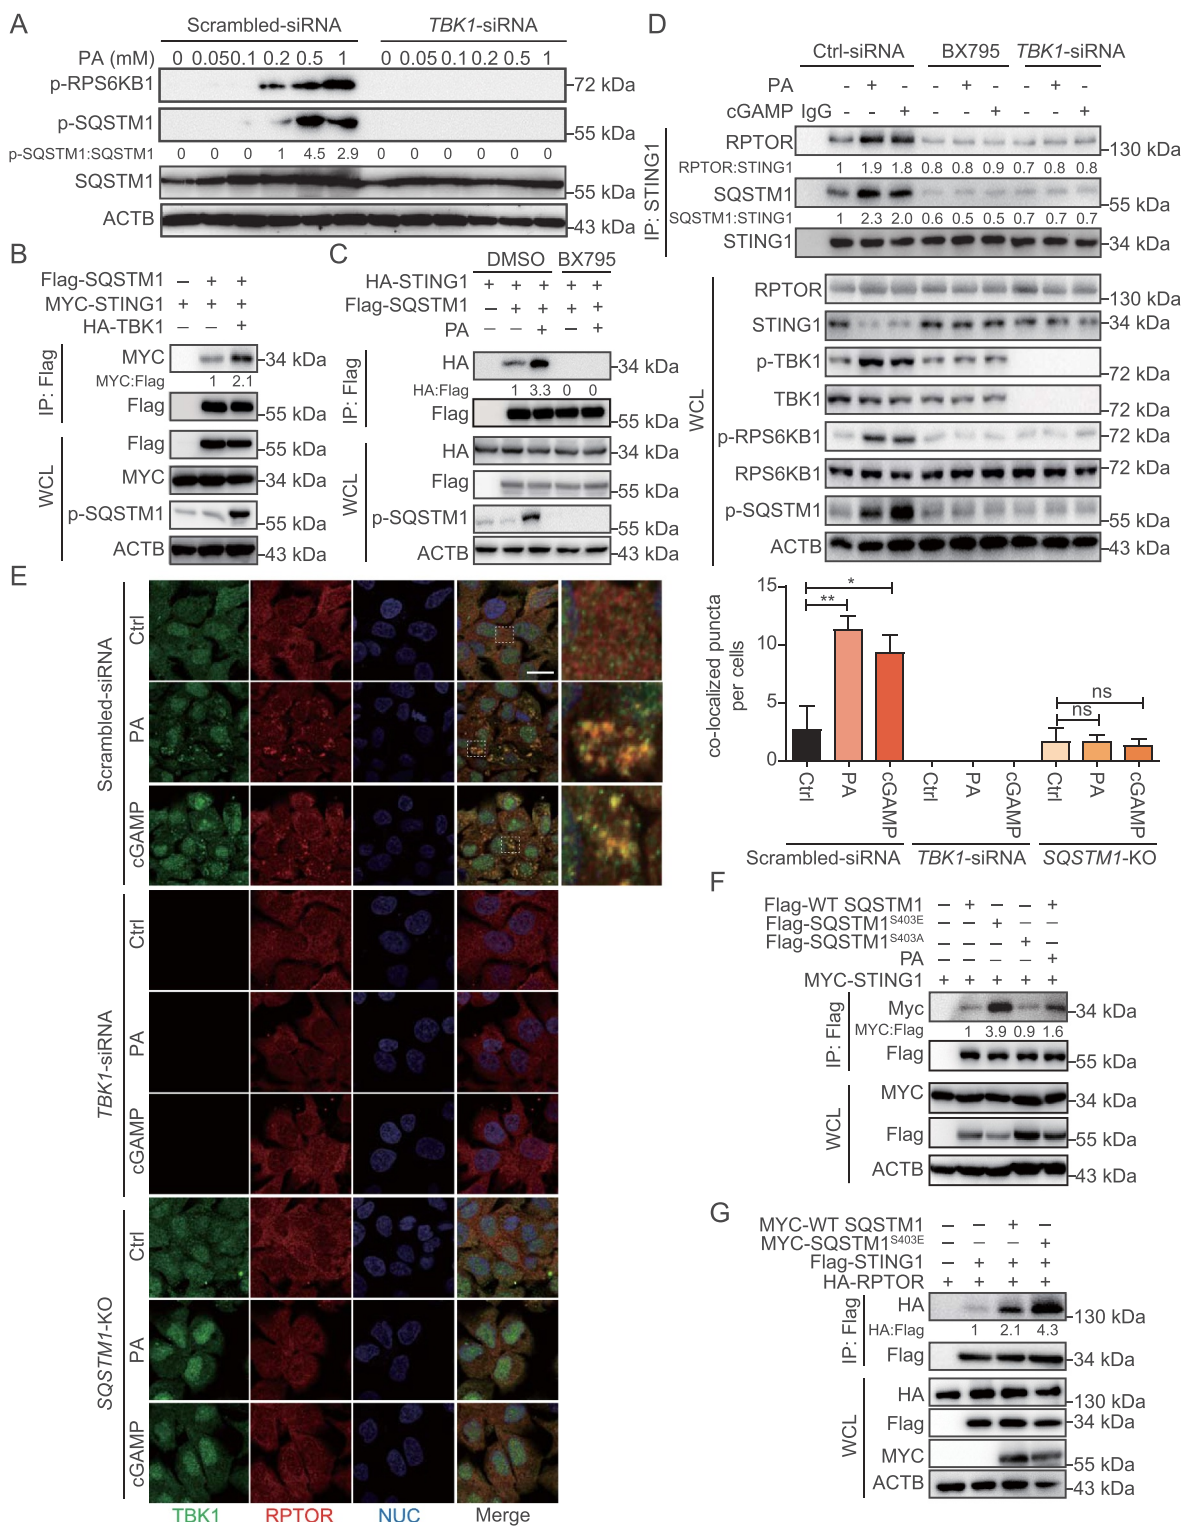 A
Scrambled-siRNA TBK1-siRNA
PA (mM) 0 0.05 0.1 0.2 0.5 1 0 0.05 0.1 0.2 0.5 1
p-RPS6KB1 72 kDa
p-SQSTM1 55 kDa
p-SQSTM1:SQSTM1 0 0 0 1 4.5 2.9 0 0 0 0 0 0
SQSTM1 55 kDa
ACTB 43 kDa
B
Flag-SQSTM1 – + +
MYC-STING1 + + +
HA-TBK1 – – +
IP: Flag
MYC 34 kDa
MYC:Flag 1 2.1
Flag 55 kDa
WCL
Flag 55 kDa
MYC 34 kDa
p-SQSTM1 55 kDa
ACTB 43 kDa
C
DMSO BX795
HA-STING1 + + + + +
Flag-SQSTM1 – + + + +
PA – – + – +
IP: Flag
HA 34 kDa
HA:Flag 1 3.3 0 0
Flag 55 kDa
WCL
HA 34 kDa
Flag 55 kDa
p-SQSTM1 55 kDa
ACTB 43 kDa
D
Ctrl-siRNA BX795 TBK1-siRNA
PA - + - - + - - + -
cGAMP IgG - - + - - + - - +
IP: STING1
RPTOR 130 kDa
RPTOR:STING1 1 1.9 1.8 0.8 0.8 0.9 0.7 0.8 0.8
SQSTM1 55 kDa
SQSTM1:STING1 1 2.3 2.0 0.6 0.5 0.5 0.7 0.7 0.7
STING1 34 kDa
WCL
RPTOR 130 kDa
STING1 34 kDa
p-TBK1 72 kDa
TBK1 72 kDa
p-RPS6KB1 72 kDa
RPS6KB1 72 kDa
p-SQSTM1 55 kDa
ACTB 43 kDa
E
Scrambled-siRNA
Ctrl
PA
cGAMP
TBK1-siRNA
Ctrl
PA
cGAMP
SQSTM1-KO
Ctrl
PA
cGAMP
TBK1 RPTOR NUC Merge
co-localized puncta
per cells
15
10
5
0
** * ns ns
Ctrl PA cGAMP Ctrl PA cGAMP Ctrl PA cGAMP
Scrambled-siRNA TBK1-siRNA SQSTM1-KO
F
Flag-WT SQSTM1 – + – – +
Flag-SQSTM1S403E – – + – –
Flag-SQSTM1S403A – – – + –
PA – – – – +
MYC-STING1 + + + + +
IP: Flag
Myc 34 kDa
MYC:Flag 1 3.9 0.9 1.6
Flag 55 kDa
WCL
MYC 34 kDa
Flag 55 kDa
ACTB 43 kDa
G
MYC-WT SQSTM1 – – + –
MYC-SQSTM1S403E – – – +
Flag-STING1 – + + +
HA-RPTOR + + + +
IP: Flag
HA 130 kDa
HA:Flag 1 2.1 4.3
Flag 34 kDa
WCL
HA 130 kDa
Flag 34 kDa
MYC 55 kDa
ACTB 43 kDa